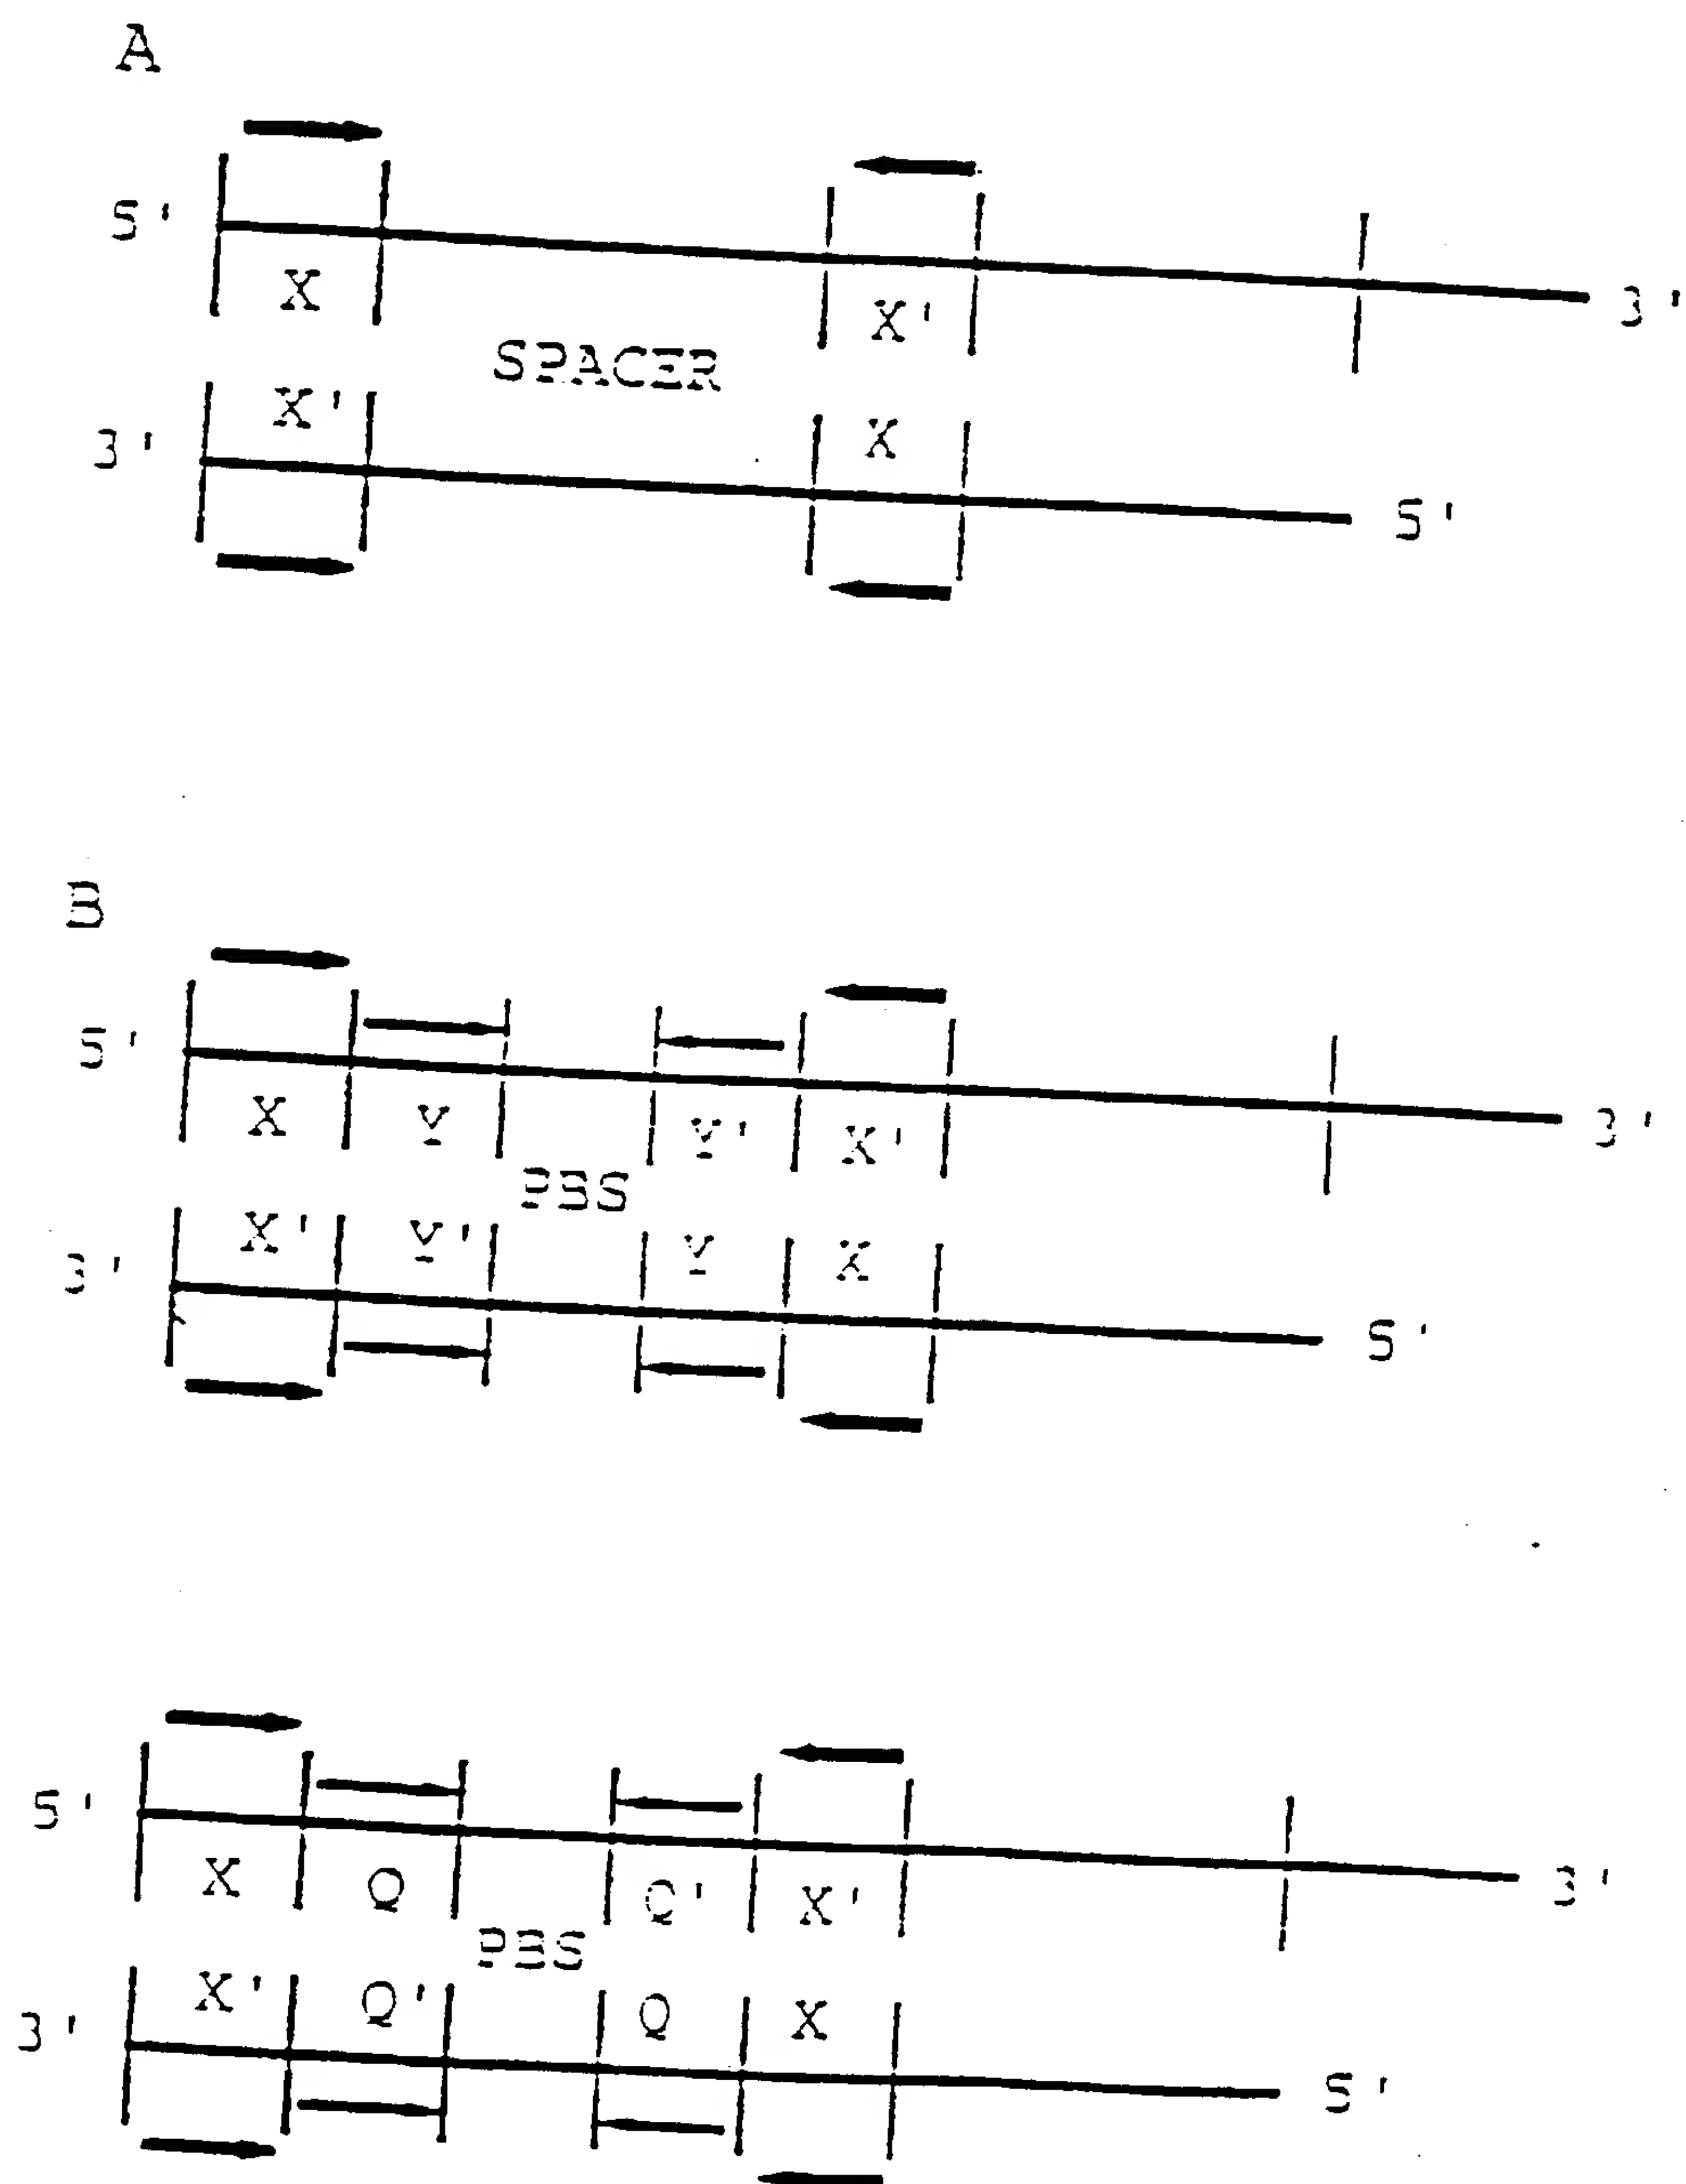 A
5' 3'
X X'
SPACER
X' X
3' 5'
B
5' 3'
X Y Y' X'
PBS
X' Y' Y X
3' 5'
5' 3'
X Q Q' X'
PBS
X' Q' Q X
3' 5'